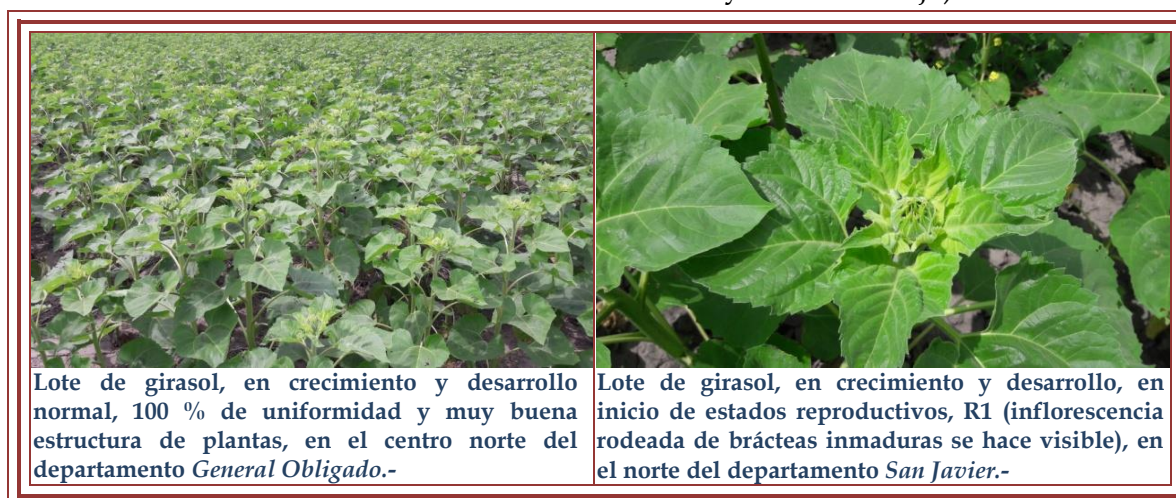 Lote de girasol, en crecimiento y desarrollo
normal, 100 % de uniformidad y muy buena
estructura de plantas, en el centro norte del
departamento General Obligado.-
Lote de girasol, en crecimiento y desarrollo, en
inicio de estados reproductivos, R1 (inflorescencia
rodeada de brácteas inmaduras se hace visible), en
el norte del departamento San Javier.-